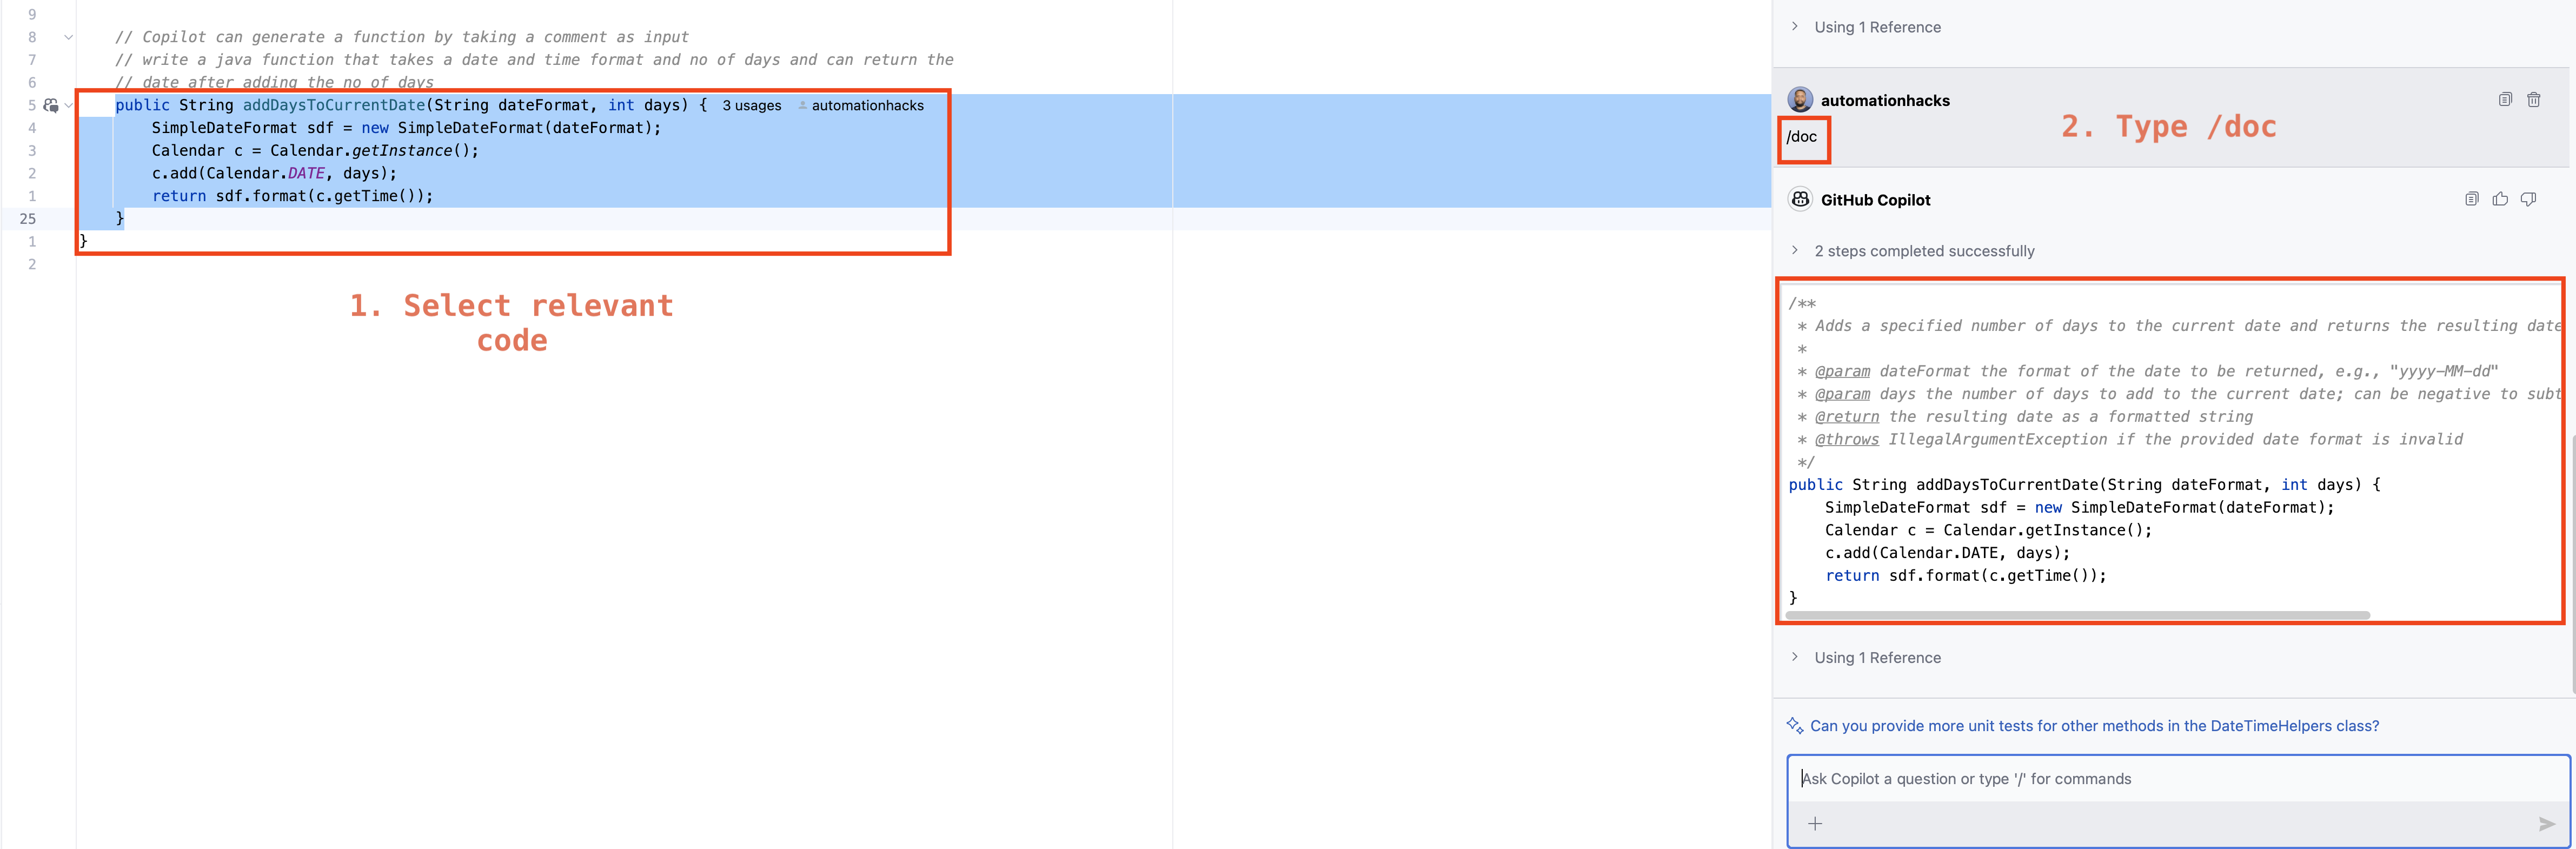 9
8 // Copilot can generate a function by taking a comment as input
7 // write a java function that takes a date and time format and no of days and can return the
6 // date after adding the no of days
5 public String addDaysToCurrentDate(String dateFormat, int days) { 3 usages automationhacks
4 SimpleDateFormat sdf = new SimpleDateFormat(dateFormat);
3 Calendar c = Calendar.getInstance();
2 c.add(Calendar.DATE, days);
1 return sdf.format(c.getTime());
25 }
1 }
2
1. Select relevant
code
Using 1 Reference
automationhacks
/doc
2. Type /doc
GitHub Copilot
2 steps completed successfully
/**
* Adds a specified number of days to the current date and returns the resulting date
*
* @param dateFormat the format of the date to be returned, e.g., "yyyy-MM-dd"
* @param days the number of days to add to the current date; can be negative to subt
* @return the resulting date as a formatted string
* @throws IllegalArgumentException if the provided date format is invalid
*/
public String addDaysToCurrentDate(String dateFormat, int days) {
SimpleDateFormat sdf = new SimpleDateFormat(dateFormat);
Calendar c = Calendar.getInstance();
c.add(Calendar.DATE, days);
return sdf.format(c.getTime());
}
Using 1 Reference
Can you provide more unit tests for other methods in the DateTimeHelpers class?
Ask Copilot a question or type '/' for commands